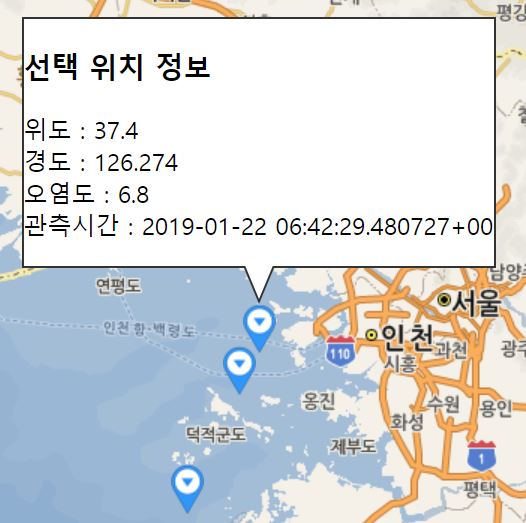 선택 위치 정보
위도 : 37.4
경도 : 126.274
오염도 : 6.8
관측시간 : 2019-01-22 06:42:29.480727+00
평강
남양주
연평도
서울
인천항·백령도
인천
110
시흥
과천
광주
옹진
수원
용인
화성
덕적군도
제부도
1
평택